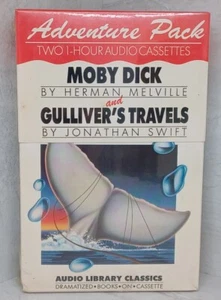 Adventure Pack
TWO 1-HOUR AUDIO CASSETTES
MOBY DICK
BY HERMAN MELVILLE
and
GULLIVER'S TRAVELS
BY JONATHAN SWIFT
AUDIO LIBRARY CLASSICS
DRAMATIZED•BOOKS•ON•CASSETTE